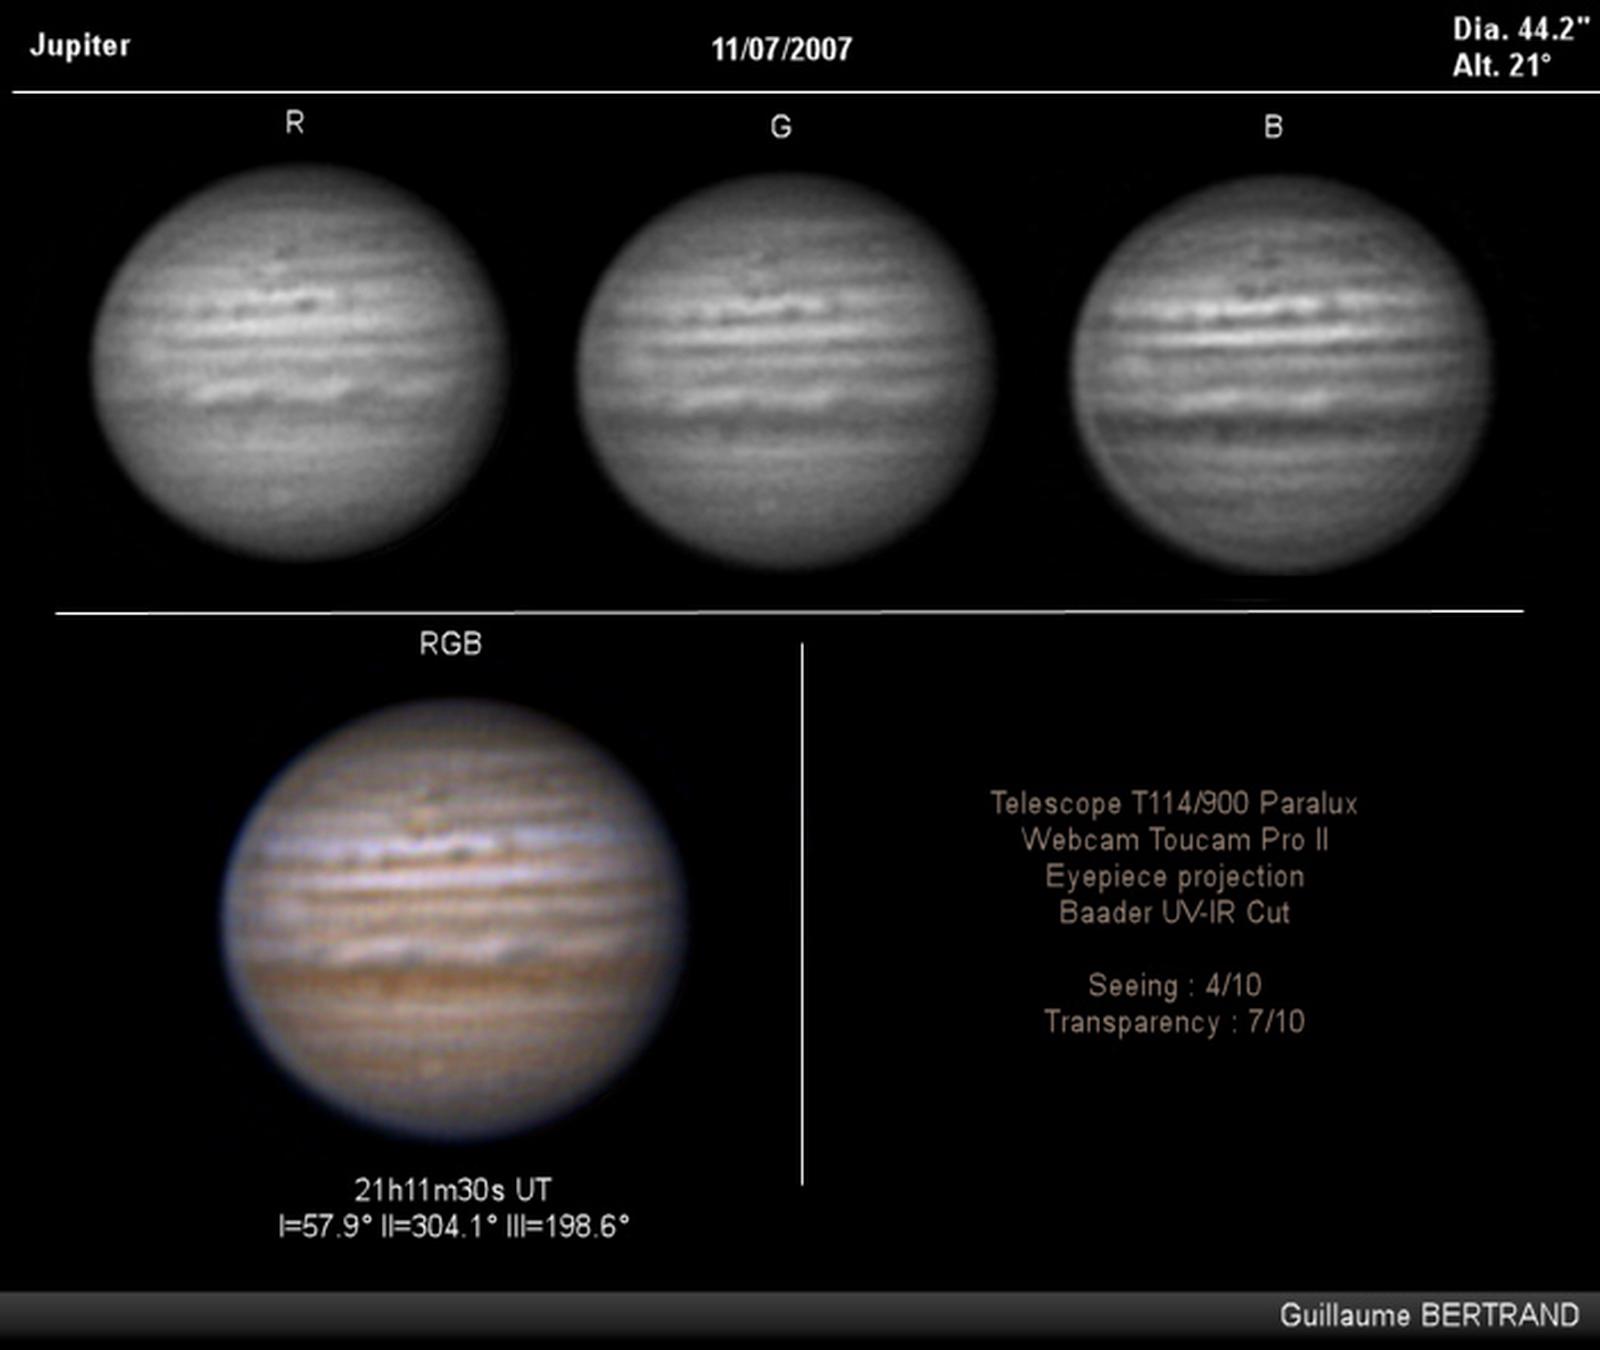 Jupiter
11/07/2007
Dia. 44.2"
Alt. 21°
R
G
B
RGB
Telescope T114/900 Paralux
Webcam Toucam Pro II
Eyepiece projection
Baader UV-IR Cut
Seeing : 4/10
Transparency : 7/10
21h11m30s UT
I=57.9° II=304.1° III=198.6°
Guillaume BERTRAND